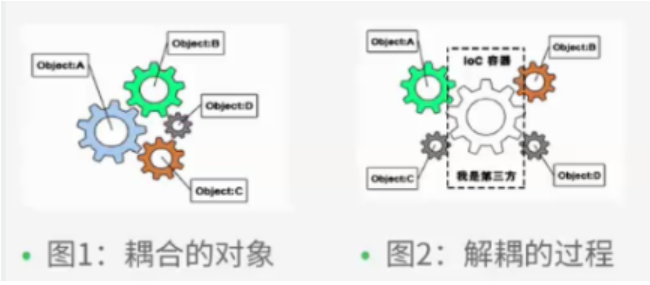 Object:A
Object:B
Object:D
Object:C
• 图1：耦合的对象
Object:A
IoC 容器
Object:B
Object:C
我是第三方
Object:D
• 图2：解耦的过程